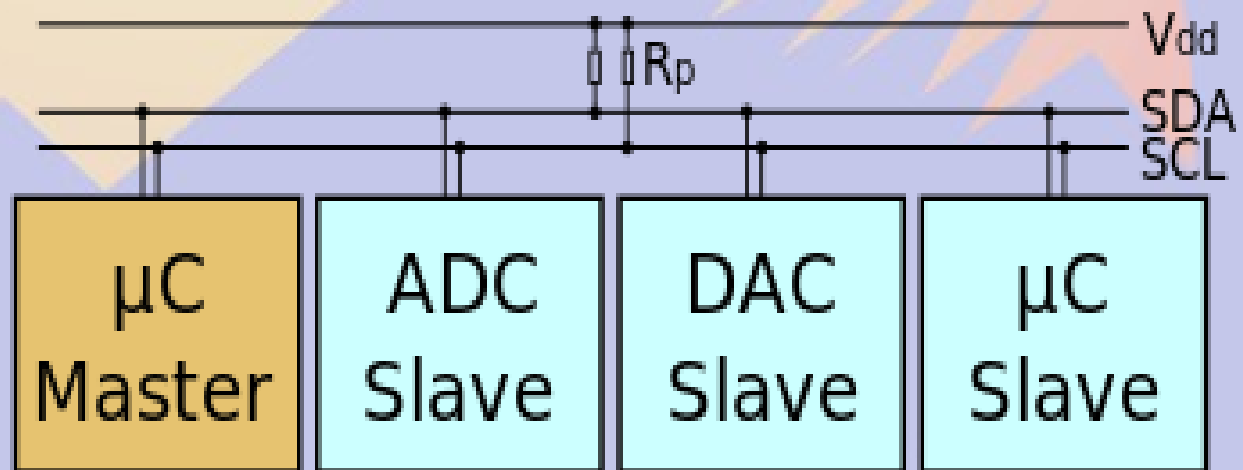 Vdd
Rp
SDA
SCL
µC
Master
ADC
Slave
DAC
Slave
µC
Slave